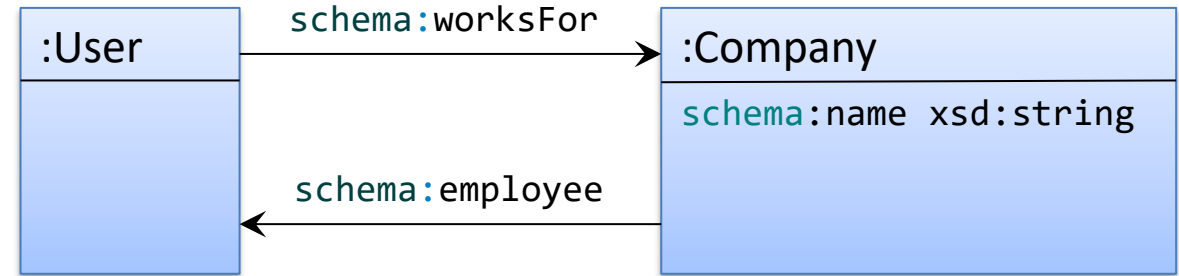 schema:worksFor
:User
:Company
schema:name xsd:string
schema:employee